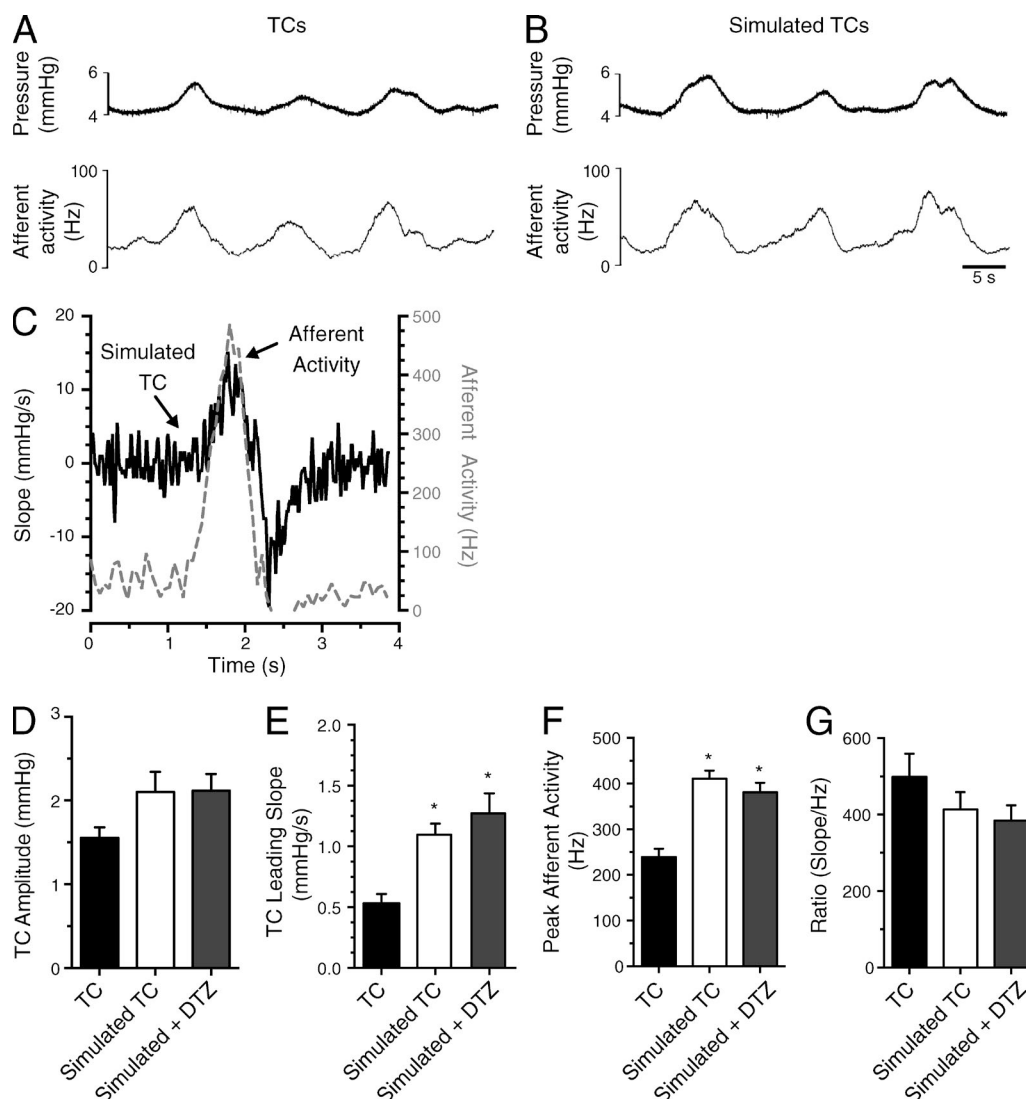 A
TCs
B
Simulated TCs
Pressure
(mmHg)
6
4
Pressure
(mmHg)
6
4
Afferent
activity
(Hz)
100
0
Afferent
activity
(Hz)
100
0
5 s
C
Slope (mmHg/s)
20
10
0
-10
-20
Simulated
TC
Afferent
Activity
500
400
300
200
100
0
Afferent Activity (Hz)
0
1
2
3
4
Time (s)
D
TC Amplitude (mmHg)
3
2
1
0
TC
Simulated TC
Simulated + DTZ
E
TC Leading Slope
(mmHg/s)
2.0
1.5
1.0
0.5
0.0
*
*
TC
Simulated TC
Simulated + DTZ
F
Peak Afferent Activity
(Hz)
500
400
300
200
100
0
*
*
TC
Simulated TC
Simulated + DTZ
G
Ratio (Slope/Hz)
600
400
200
0
TC
Simulated TC
Simulated + DTZ